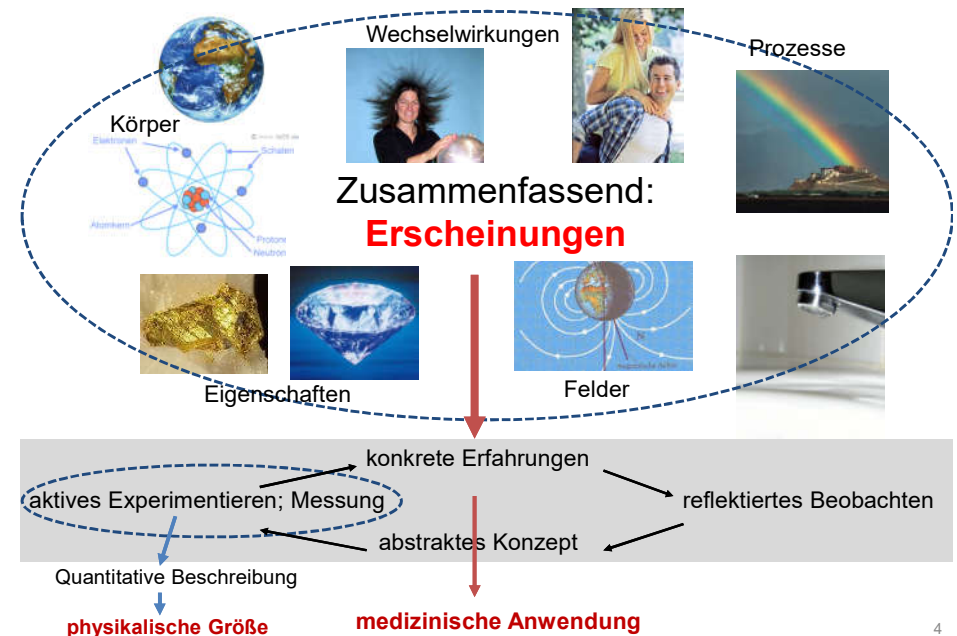 Wechselwirkungen
Prozesse
Körper
Elektronen
Schalen
Atomkern
Protone
Neutron
Zusammenfassend:
Erscheinungen
Eigenschaften
Felder
konkrete Erfahrungen
aktives Experimentieren; Messung
reflektiertes Beobachten
abstraktes Konzept
Quantitative Beschreibung
physikalische Größe
medizinische Anwendung
4